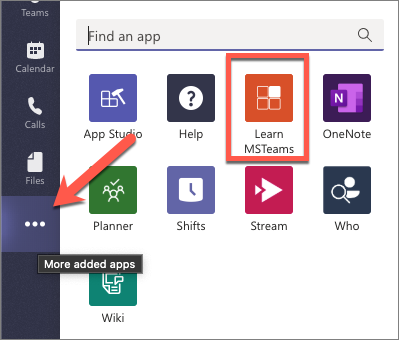 Teams
Calendar
Calls
Files
More added apps
Find an app
App Studio
Help
Learn
MSTeams
OneNote
N
Planner
Shifts
Stream
Who
Wiki